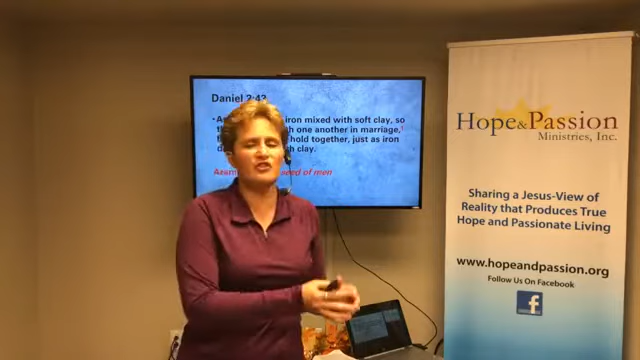 Daniel 2:43
iron mixed with soft clay, so
one another in marriage,
hold together, just as iron
clay.
seed of men
Hope & Passion
Ministries, Inc.
Sharing a Jesus-View of
Reality that Produces True
Hope and Passionate Living
www.hopeandpassion.org
Follow Us On Facebook
f